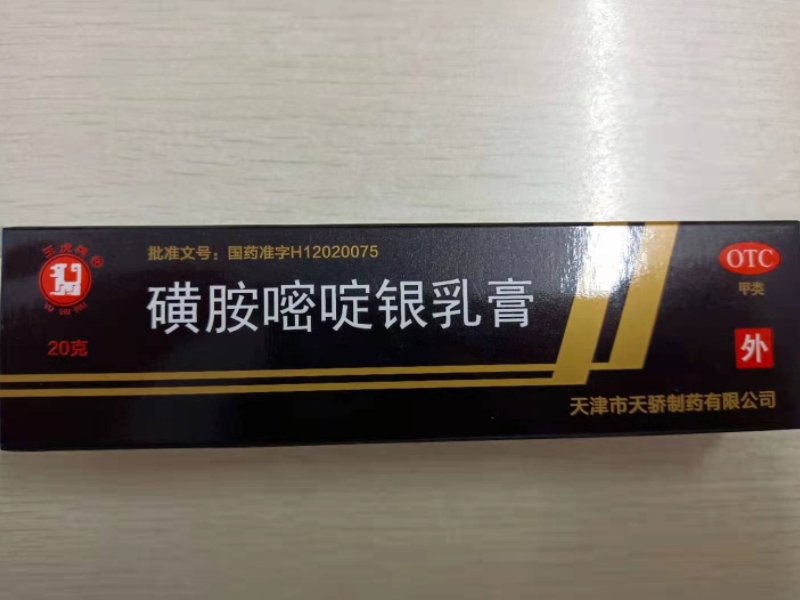 批准文号：国药准字H12020075
OTC
甲类
磺胺嘧啶银乳膏
20克
外
天津市天骄制药有限公司